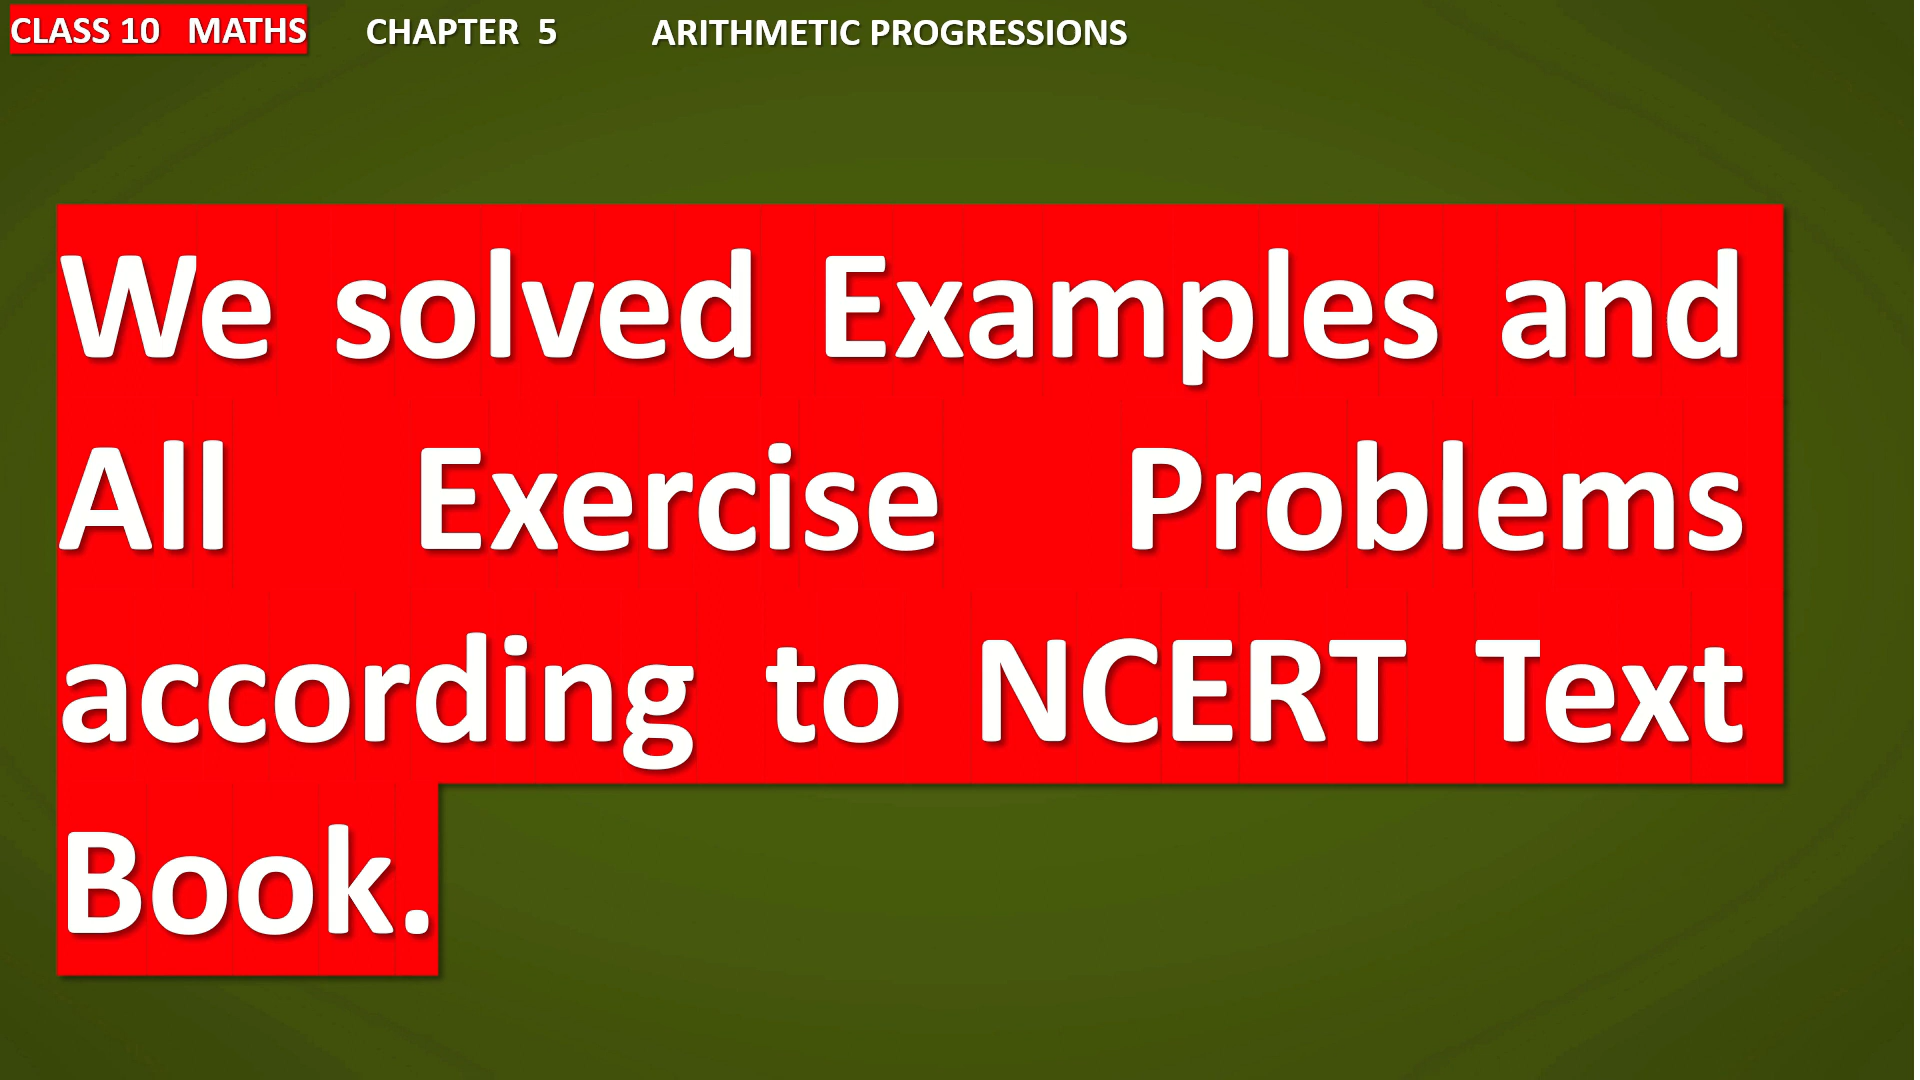 CLASS 10 MATHS CHAPTER 5 ARITHMETIC PROGRESSIONS
We solved Examples and
All Exercise Problems
according to NCERT Text
Book.